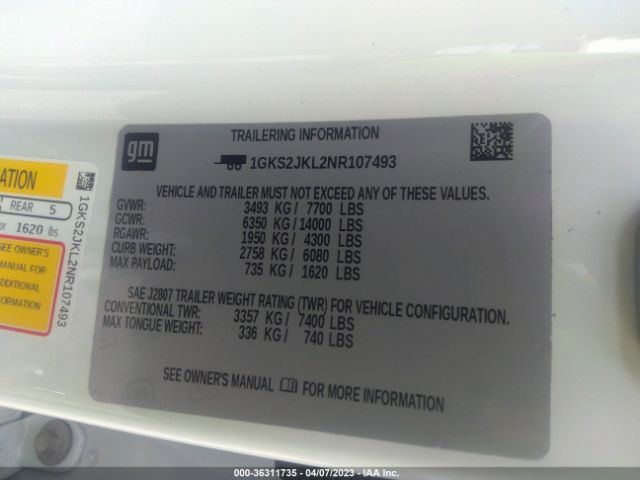 gm
TRAILERING INFORMATION
1GKS2JKL2NR107493
VEHICLE AND TRAILER MUST NOT EXCEED ANY OF THESE VALUES.
GVWR: 3493 KG / 7700 LBS
GCWR: 6350 KG / 14000 LBS
RGAWR: 1950 KG / 4300 LBS
CURB WEIGHT: 2758 KG / 6080 LBS
MAX PAYLOAD: 735 KG / 1620 LBS
SAE J2807 TRAILER WEIGHT RATING (TWR) FOR VEHICLE CONFIGURATION.
CONVENTIONAL TWR: 3357 KG / 7400 LBS
MAX TONGUE WEIGHT: 336 KG / 740 LBS
SEE OWNER'S MANUAL FOR MORE INFORMATION
ATION
REAR 5
or 1620 lbs.
SEE OWNER'S
MANUAL FOR
ADDITIONAL
INFORMATION
1GKS2JKL2NR107493
000-36311735 - 04/07/2023 - IAA Inc.